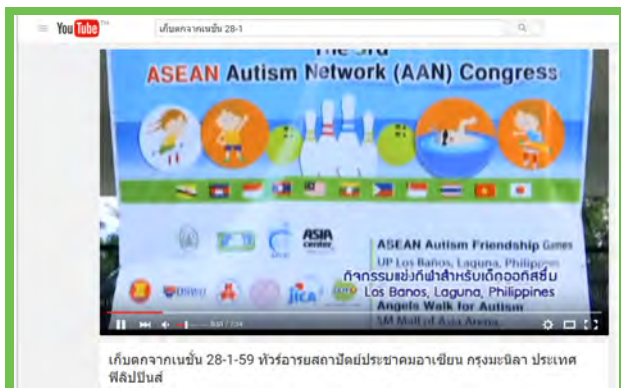 You Tube TH
เก็บตกจากเนชั่น 28-1
The 3rd
ASEAN Autism Network (AAN) Congress
ASIA
center
ASEAN Autism Friendship Games
UP Los Banos, Laguna, Philippines
กิจกรรมแข่งกีฬาสำหรับเด็กออทิสซึ่ม
DSWD
jICA
Los Banos, Laguna, Philippines
Angels Walk for Autism
SM Mall of Asia Arena,
เก็บตกจากเนชั่น 28-1-59 ทัวร์อารยสถาปัตย์ประชาคมอาเซียน กรุงมะนิลา ประเทศ
ฟิลิปปินส์